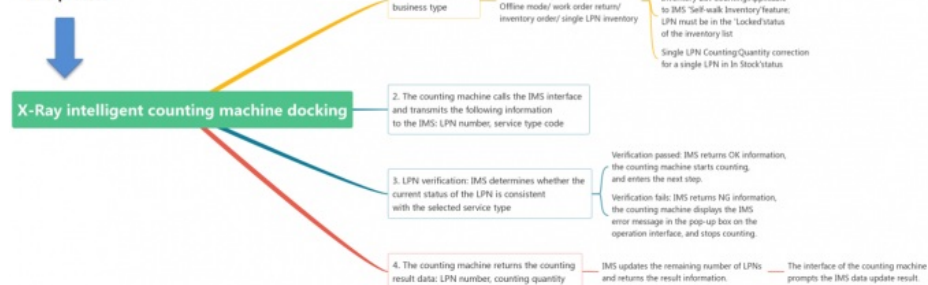 business type
Offline mode/ work order return/
inventory order/ single LPN inventory
to IMS 'Self-walk Inventory'feature;
LPN must be in the 'Locked'status
of the inventory list
Single LPN Counting:Quantity correction
for a single LPN in In Stock'status
X-Ray intelligent counting machine docking
2. The counting machine calls the IMS interface
and transmits the following information
to the IMS: LPN number, service type code
3. LPN verification: IMS determines whether the
current status of the LPN is consistent
with the selected service type
Verification passed: IMS returns OK information,
the counting machine starts counting,
and enters the next step.
Verification fails: IMS returns NG information,
the counting machine displays the IMS
error message in the pop-up box on the
operation interface, and stops counting.
4. The counting machine returns the counting
result data: LPN number, counting quantity
IMS updates the remaining number of LPNs
and returns the result information.
The interface of the counting machine
prompts the IMS data update result.